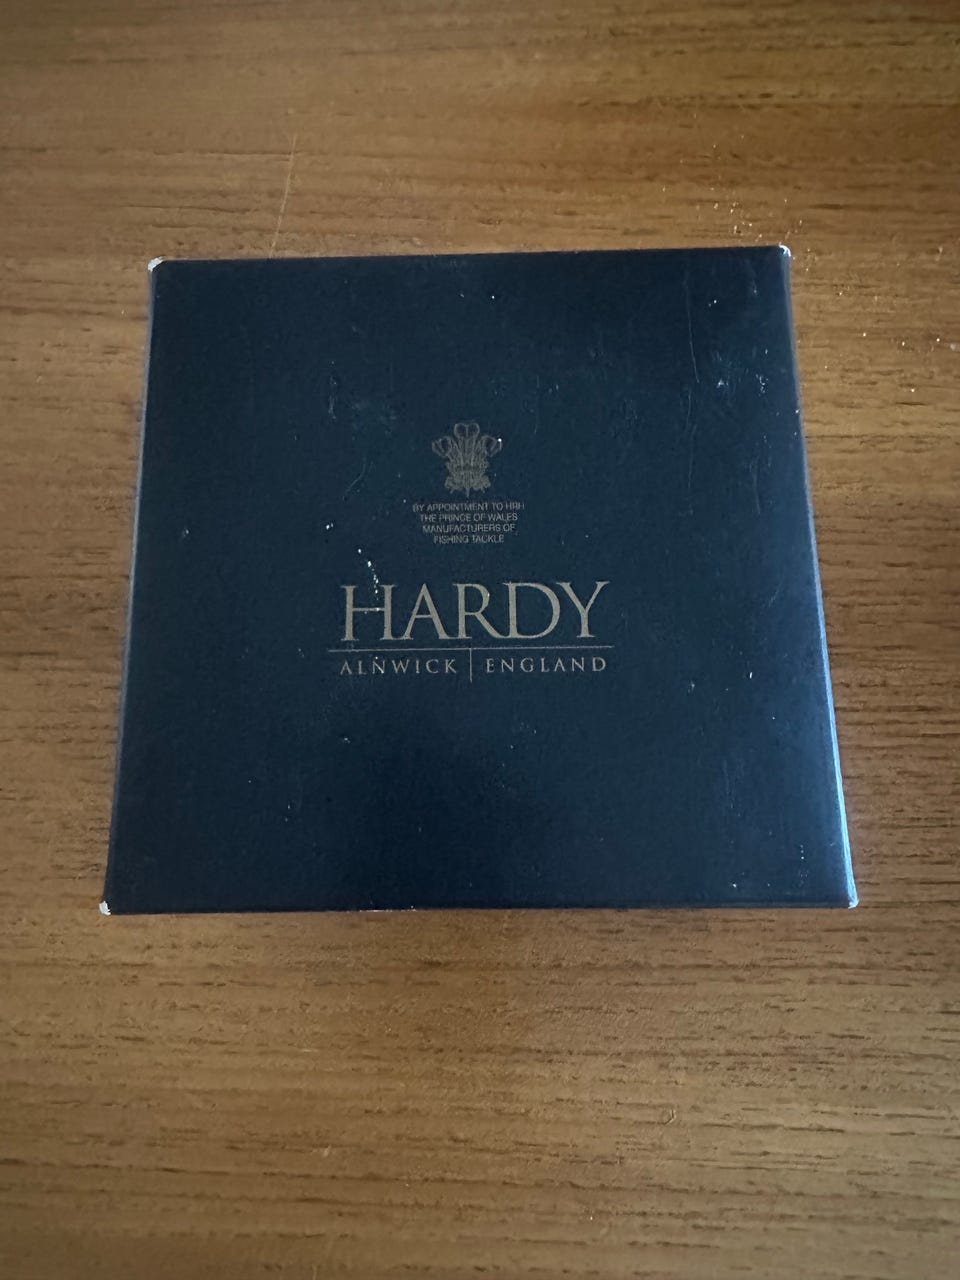 BY APPOINTMENT TO HRH
THE PRINCE OF WALES
MANUFACTURERS OF
FISHING TACKLE
HARDY
ALNWICK | ENGLAND